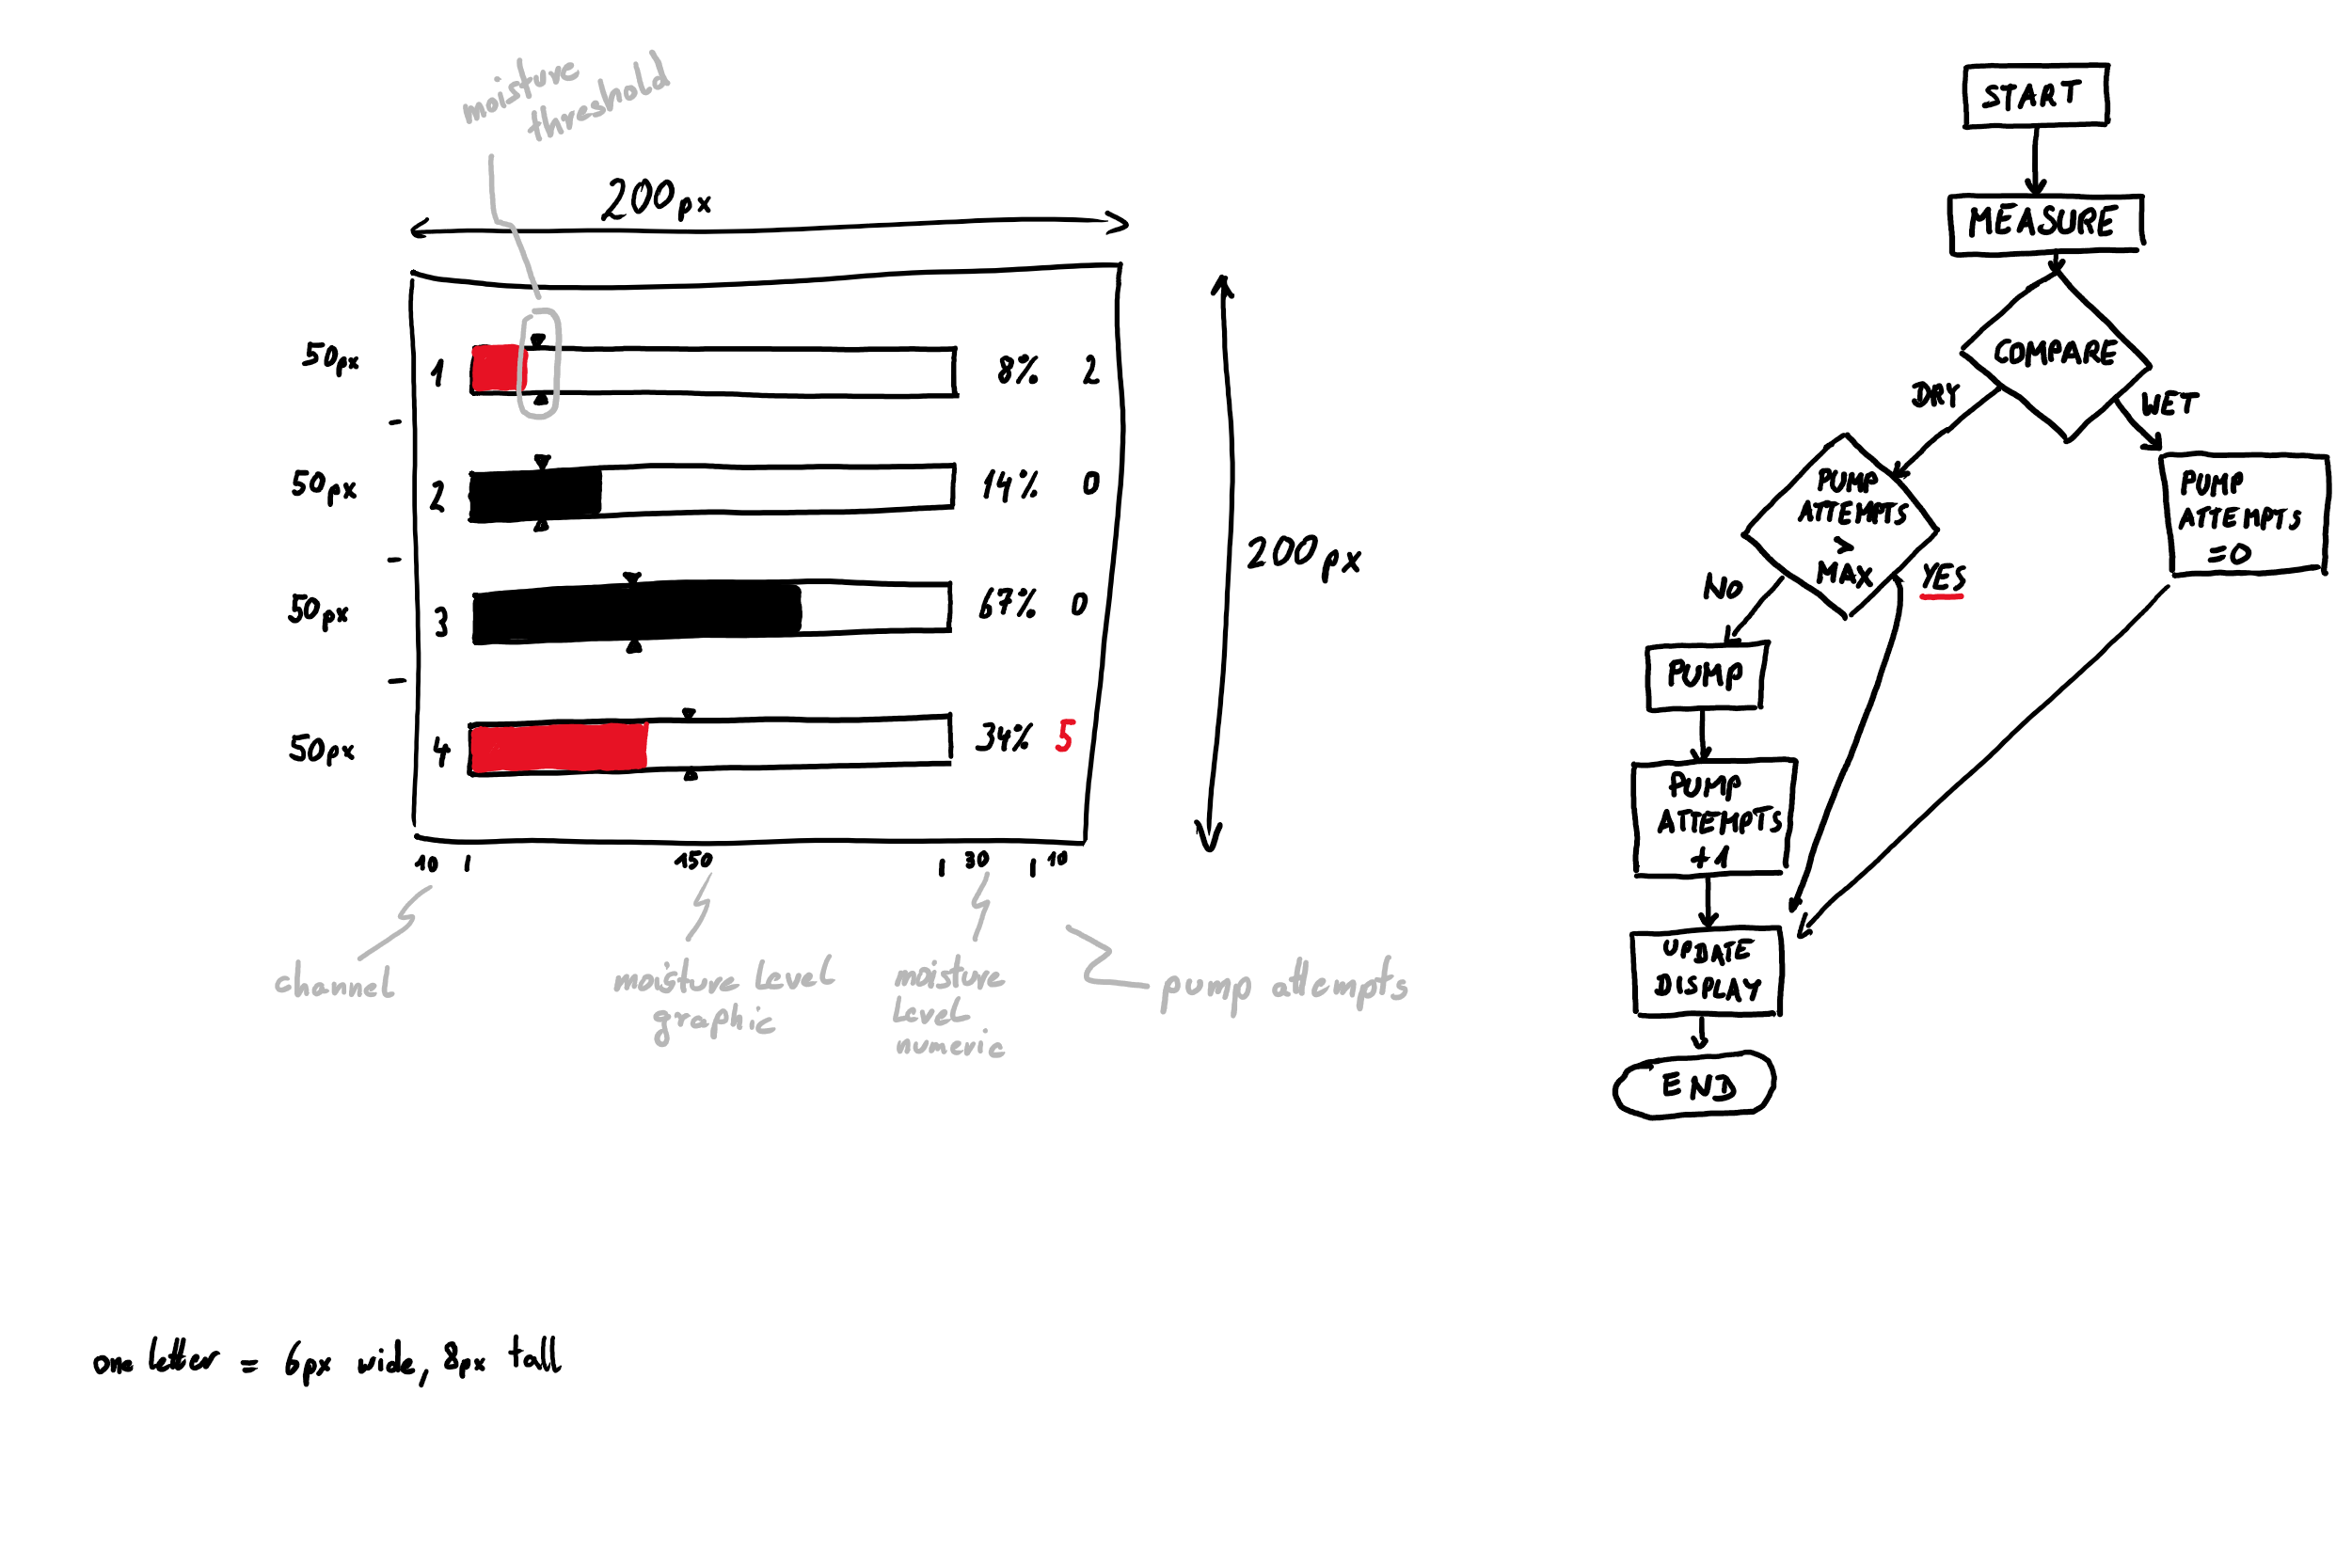 moisture
threshold
200px
50px
1
8% 2
50px
2
14% 0
50px
3
67% 0
50px
4
34% 5
200px
10 150 30 10
channel
moisture level
graphic
moisture
level
numeric
pump attempts
one letter = 6px wide, 8px tall
START
MEASURE
COMPARE
DRY
WET
PUMP
ATTEMPTS
>
MAX
NO
YES
PUMP
ATTEMPTS
=0
PUMP
PUMP
ATTEMPTS
+1
UPDATE
DISPLAY
END